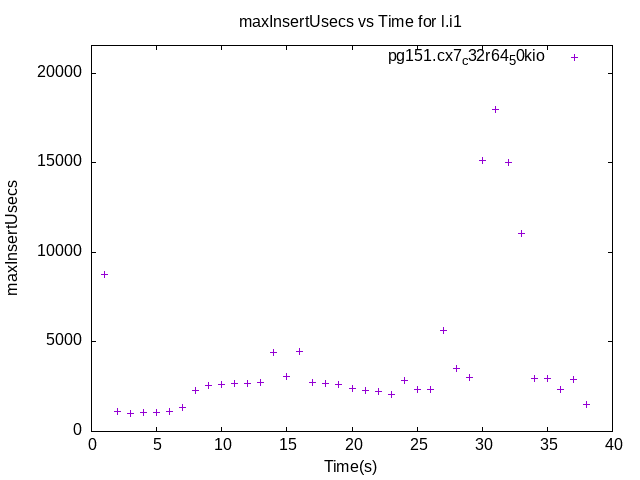 maxInsertUsecs vs Time for l.i1
pg151.cx7c32r6450kio
20000
15000
10000
5000
0
maxInsertUsecs
0 5 10 15 20 25 30 35 40
Time(s)